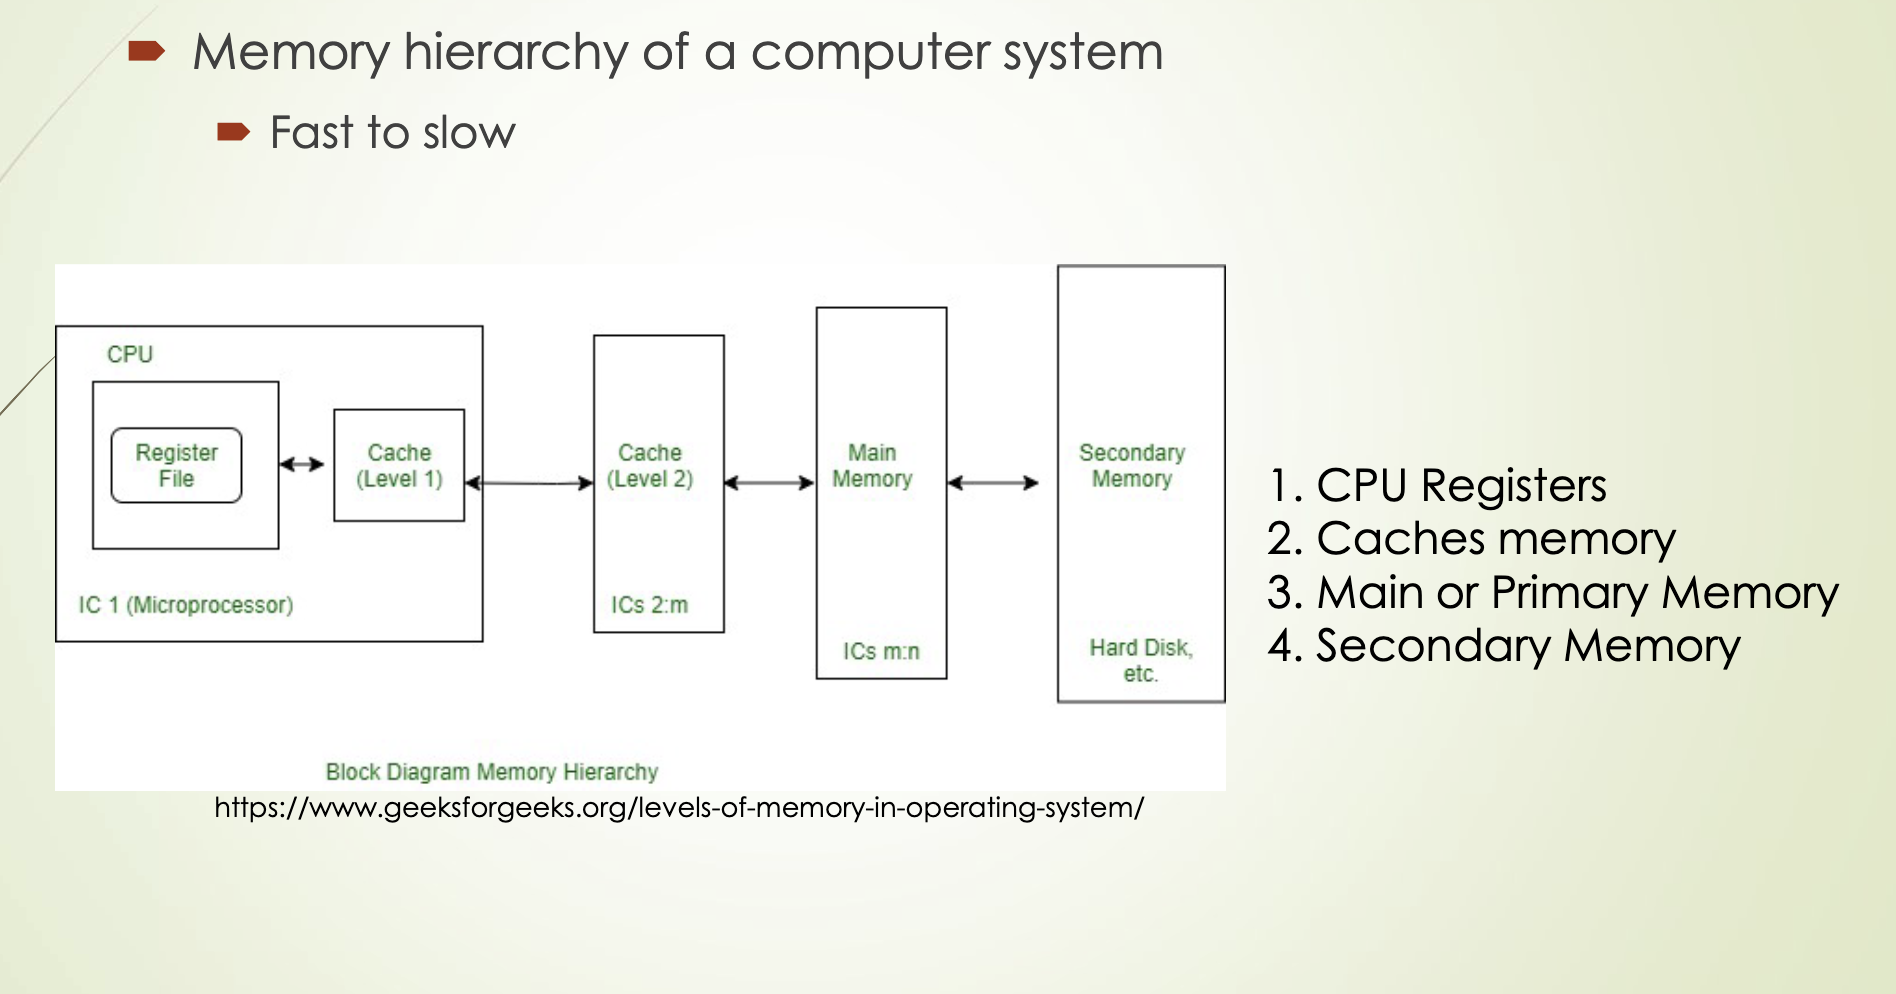 Memory hierarchy of a computer system
Fast to slow
CPU
Register
File
Cache
(Level 1)
IC 1 (Microprocessor)
Cache
(Level 2)
ICs 2:m
Main
Memory
ICs m:n
Secondary
Memory
Hard Disk,
etc.
Block Diagram Memory Hierarchy
https://www.geeksforgeeks.org/levels-of-memory-in-operating-system/
1. CPU Registers
2. Caches memory
3. Main or Primary Memory
4. Secondary Memory